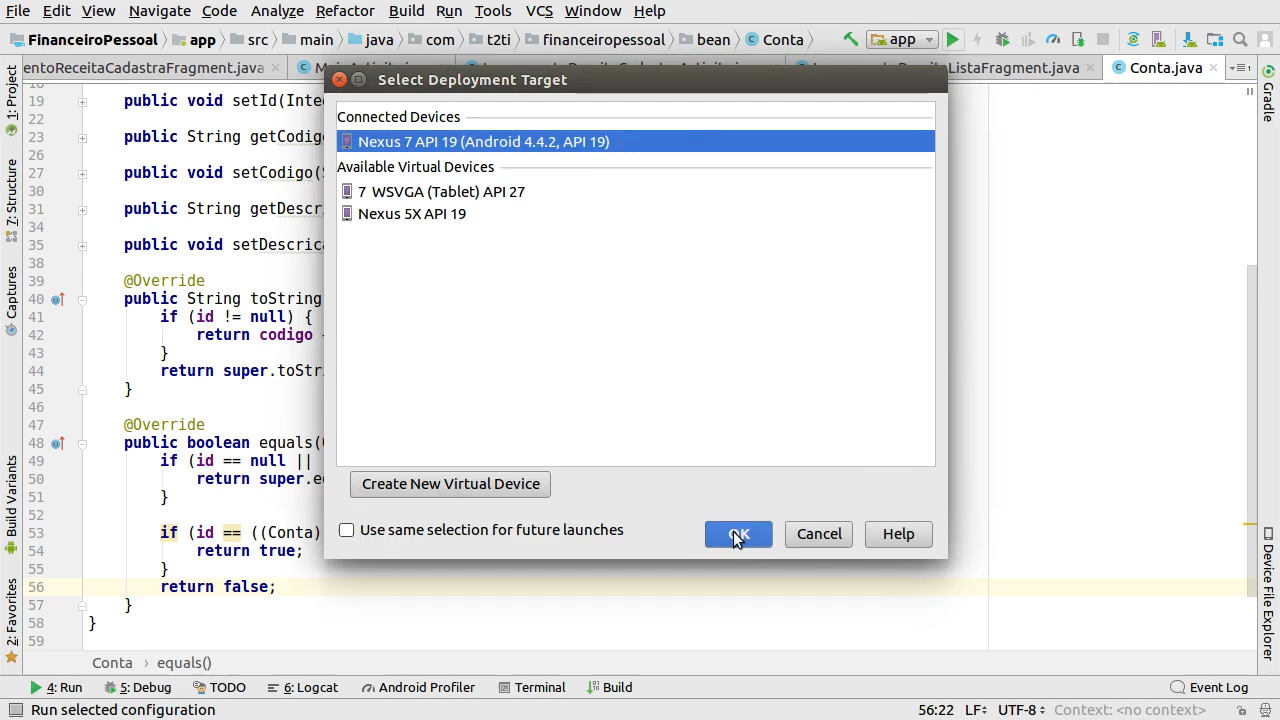 File Edit View Navigate Code Analyze Refactor Build Run Tools VCS Window Help
FinanceiroPessoal app src main java com t2ti financeiropessoal bean Conta app
entoReceitaCadastraFragment.java Conta.java
ListaFragment.java
Select Deployment Target
Connected Devices
Nexus 7 API 19 (Android 4.4.2, API 19)
Available Virtual Devices
7 WSVGA (Tablet) API 27
Nexus 5X API 19
Create New Virtual Device
Use same selection for future launches
OK Cancel Help
19 public void setId(Inte
22
23 public String getCodig
26
27 public void setCodigo(
30
31 public String getDescr
34
35 public void setDescrica
38
39 @Override
40 public String toString
41 if (id != null) {
42 return codigo
43 }
44 return super.toStr
45 }
46
47 @Override
48 public boolean equals(
49 if (id == null ||
50 return super.e
51 }
52
53 if (id == ((Conta)
54 return true;
55 }
56 return false;
57 }
58 }
59
Conta › equals()
1: Project
7: Structure
Captures
Build Variants
2: Favorites
Gradle
Device File Explorer
4: Run 5: Debug TODO 6: Logcat Android Profiler Terminal Build Event Log
Run selected configuration 56:22 LF UTF-8 Context: <no context>